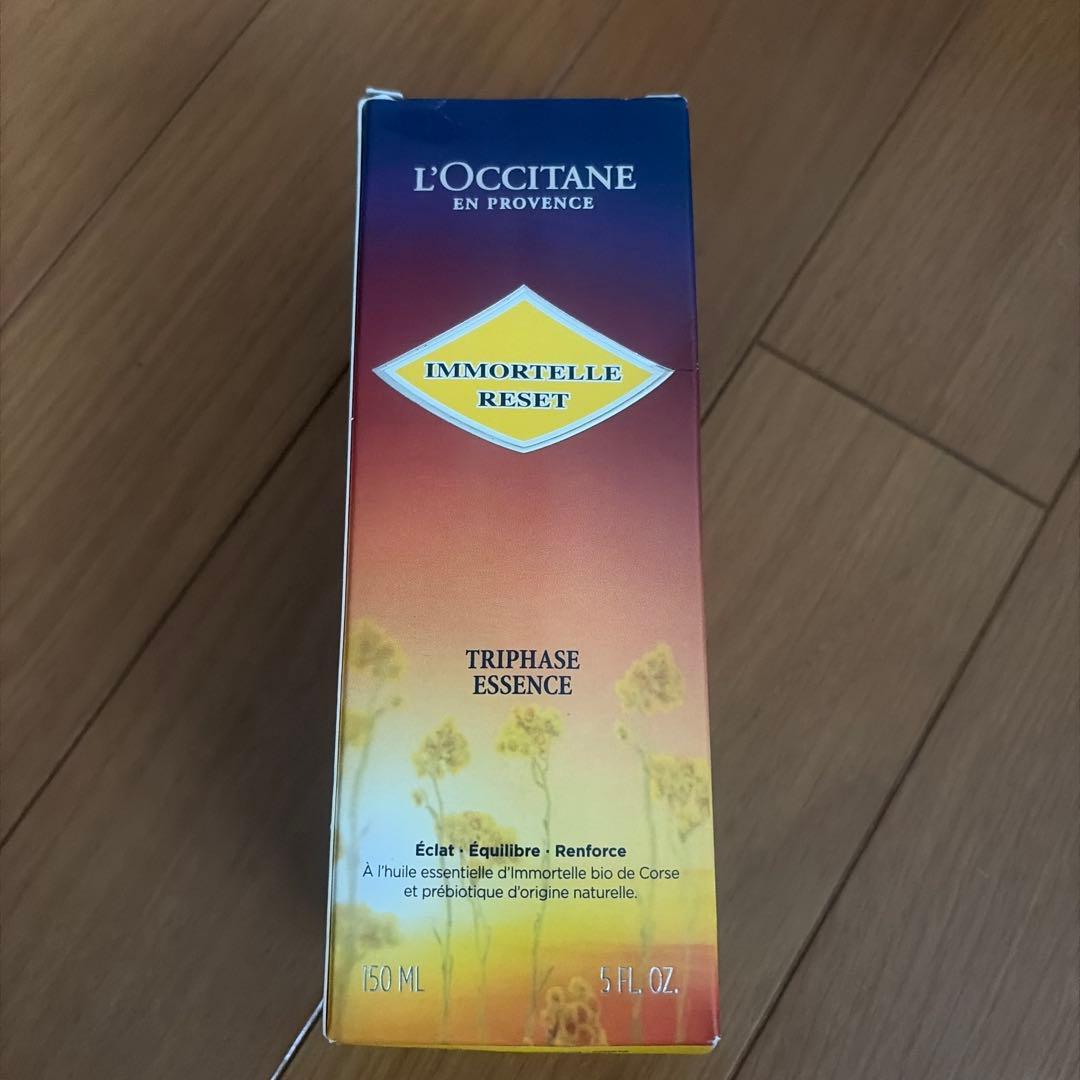 L'OCCITANE
EN PROVENCE
IMMORTELLE
RESET
TRIPHASE
ESSENCE
Éclat · Équilibre · Renforce
À l'huile essentielle d'Immortelle bio de Corse
et prébiotique d'origine naturelle.
150 ML 5 FL. OZ.